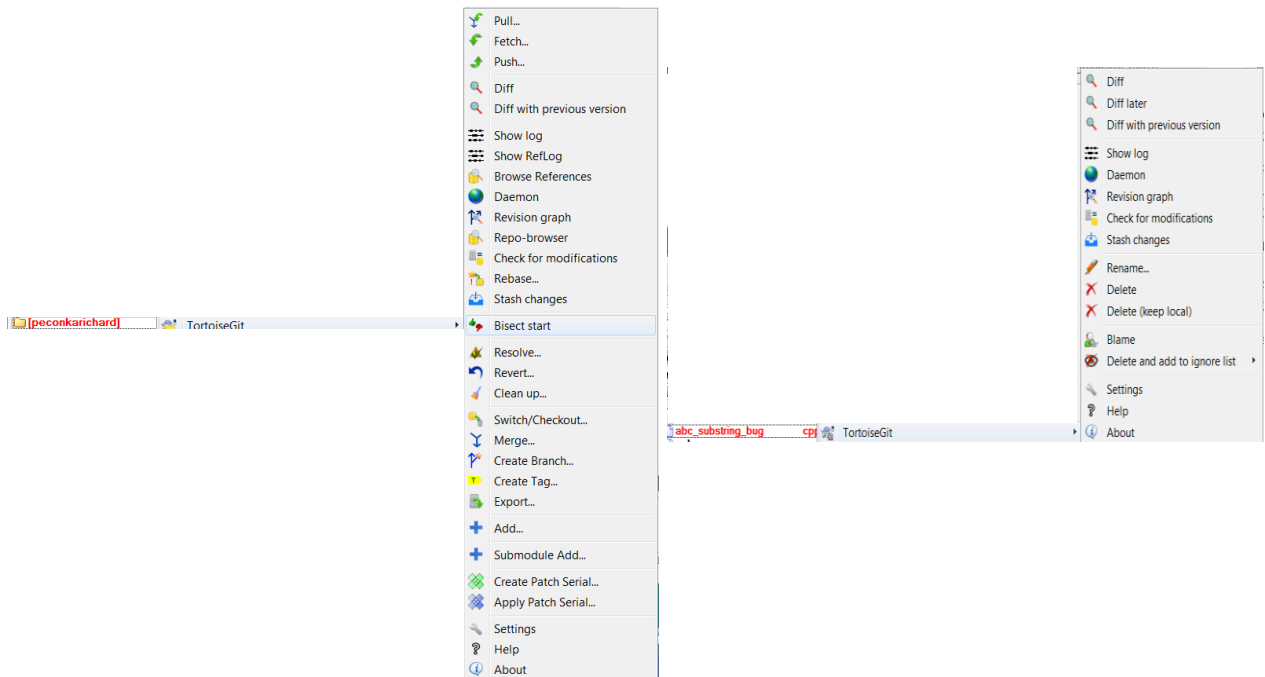 Pull...
Fetch...
Push...
Diff
Diff with previous version
Show log
Show RefLog
Browse References
Daemon
Revision graph
Repo-browser
Check for modifications
Rebase...
Stash changes
[peconkarichard] TortoiseGit
Bisect start
Resolve...
Revert...
Clean up...
Switch/Checkout...
Merge...
Create Branch...
Create Tag...
Export...
Add...
Submodule Add...
Create Patch Serial...
Apply Patch Serial...
Settings
Help
About
Diff
Diff later
Diff with previous version
Show log
Daemon
Revision graph
Check for modifications
Stash changes
Rename...
Delete
Delete (keep local)
Blame
Delete and add to ignore list
Settings
Help
abc_substring_bug cpp TortoiseGit
About